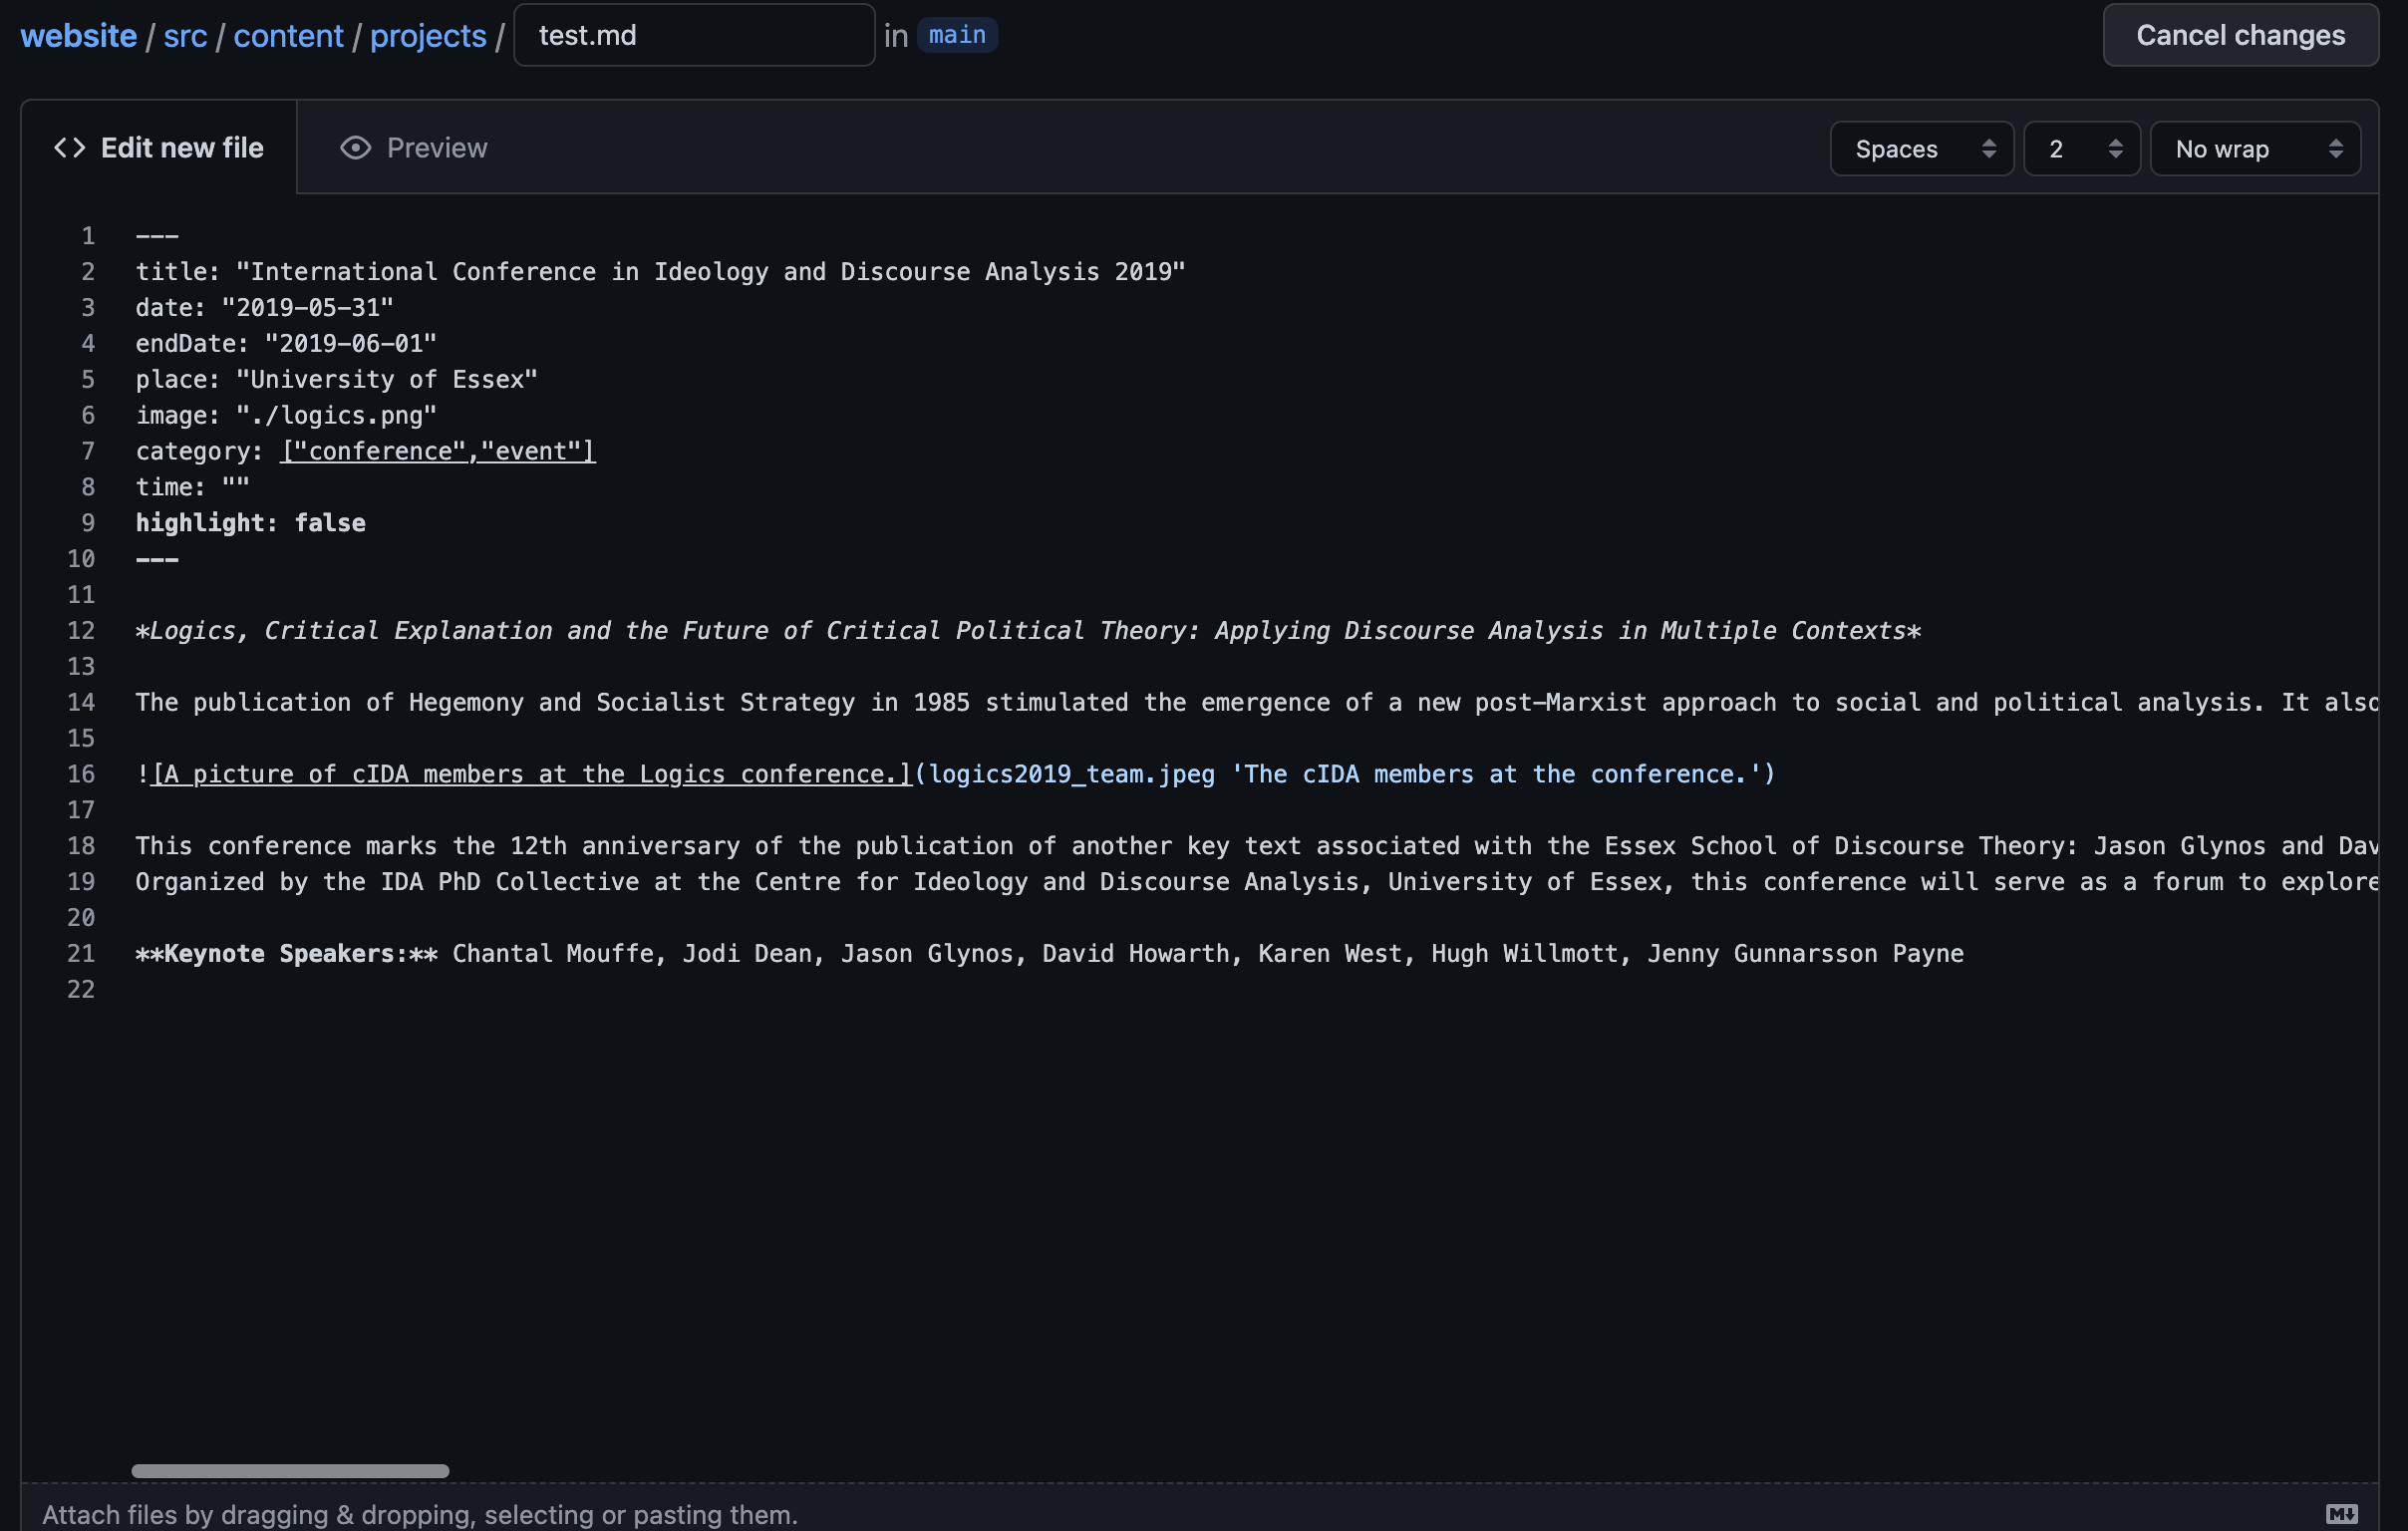 website / src / content / projects / test.md in main Cancel changes
<> Edit new file Preview Spaces 2 No wrap
1 ---
2 title: "International Conference in Ideology and Discourse Analysis 2019"
3 date: "2019-05-31"
4 endDate: "2019-06-01"
5 place: "University of Essex"
6 image: "./logics.png"
7 category: ["conference","event"]
8 time: ""
9 highlight: false
10 ---
11
12 *Logics, Critical Explanation and the Future of Critical Political Theory: Applying Discourse Analysis in Multiple Contexts*
13
14 The publication of Hegemony and Socialist Strategy in 1985 stimulated the emergence of a new post-Marxist approach to social and political analysis. It also
15
16 ![A picture of cIDA members at the Logics conference.](logics2019_team.jpeg 'The cIDA members at the conference.')
17
18 This conference marks the 12th anniversary of the publication of another key text associated with the Essex School of Discourse Theory: Jason Glynos and Dav
19 Organized by the IDA PhD Collective at the Centre for Ideology and Discourse Analysis, University of Essex, this conference will serve as a forum to explore
20
21 **Keynote Speakers:** Chantal Mouffe, Jodi Dean, Jason Glynos, David Howarth, Karen West, Hugh Willmott, Jenny Gunnarsson Payne
22
Attach files by dragging & dropping, selecting or pasting them.